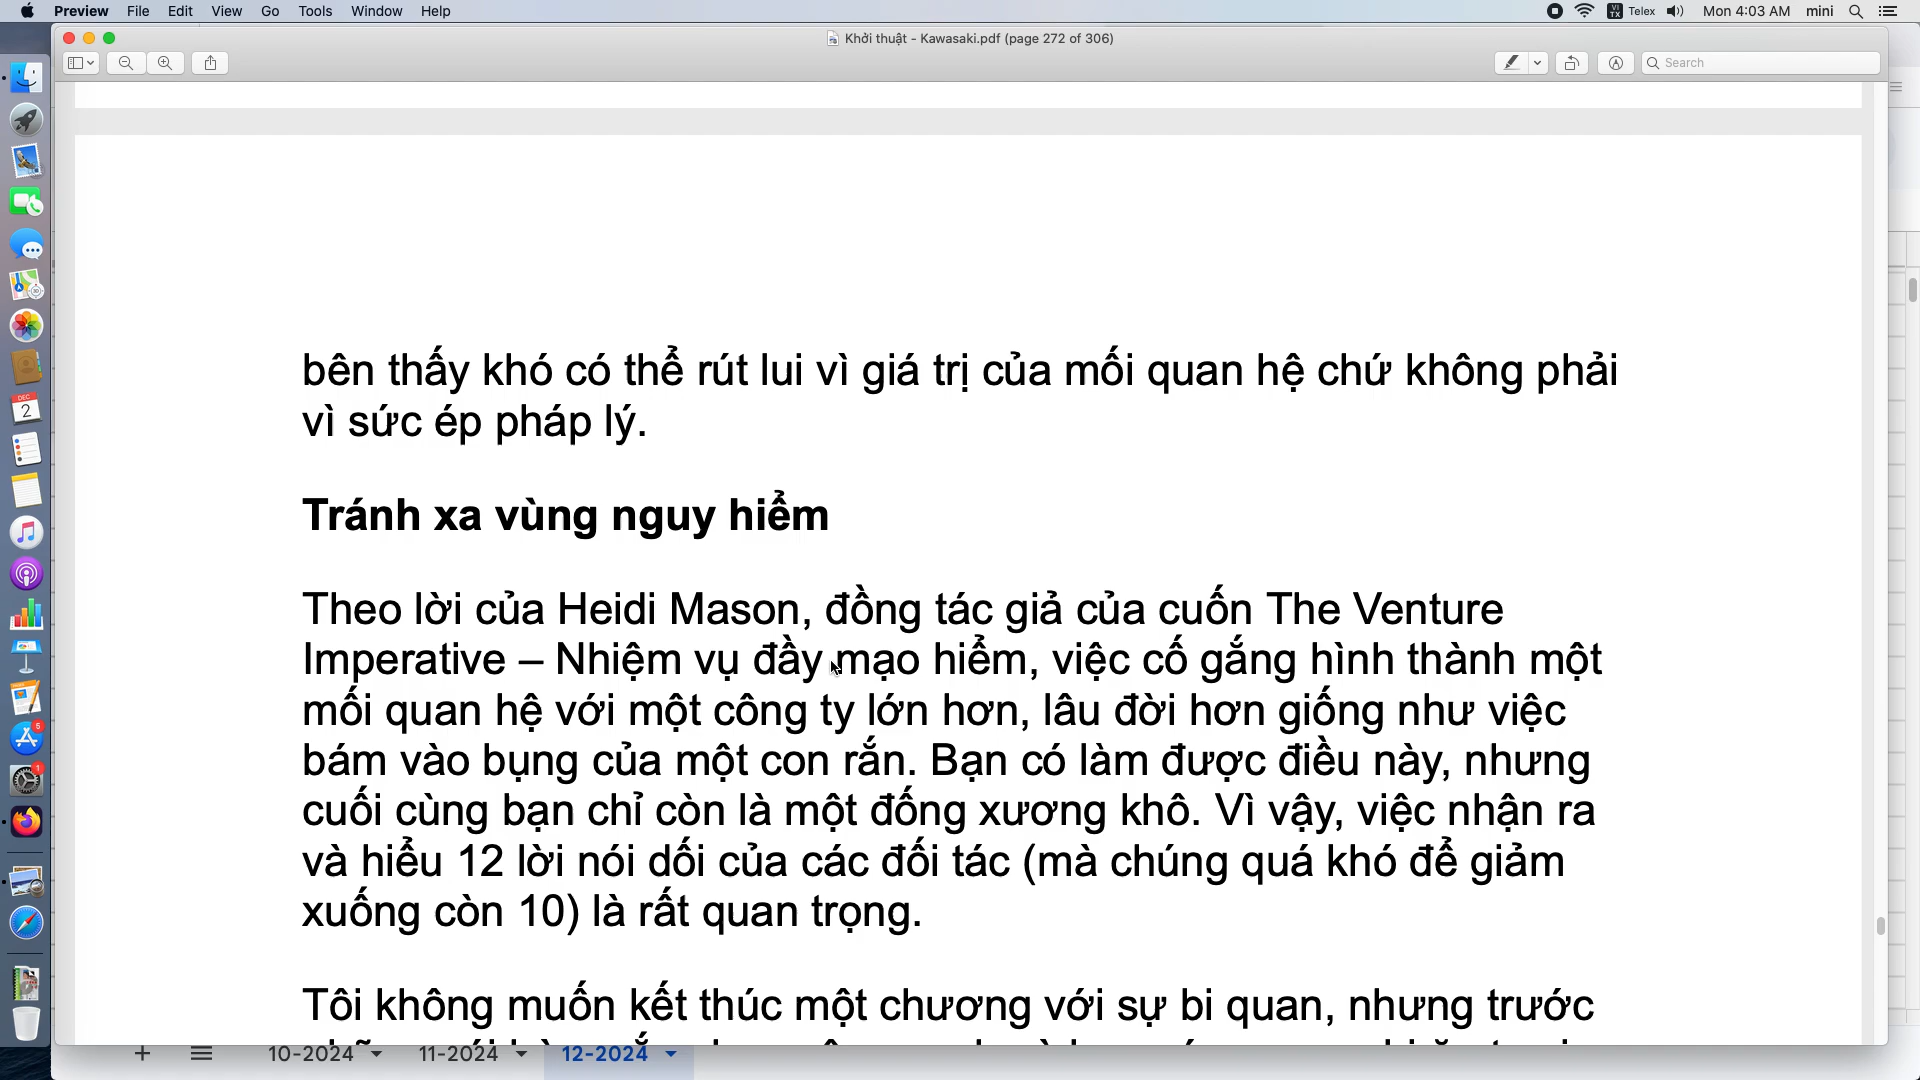 Preview File Edit View Go Tools Window Help
VI TX Telex Mon 4:03 AM mini
Khởi thuật - Kawasaki.pdf (page 272 of 306)
Search
bên thấy khó có thể rút lui vì giá trị của mối quan hệ chứ không phải
vì sức ép pháp lý.
Tránh xa vùng nguy hiểm
Theo lời của Heidi Mason, đồng tác giả của cuốn The Venture
Imperative – Nhiệm vụ đầy mạo hiểm, việc cố gắng hình thành một
mối quan hệ với một công ty lớn hơn, lâu đời hơn giống như việc
bám vào bụng của một con rắn. Bạn có làm được điều này, nhưng
cuối cùng bạn chỉ còn là một đống xương khô. Vì vậy, việc nhận ra
và hiểu 12 lời nói dối của các đối tác (mà chúng quá khó để giảm
xuống còn 10) là rất quan trọng.
Tôi không muốn kết thúc một chương với sự bi quan, nhưng trước
DEC
2
5
1
10-2024 11-2024 12-2024